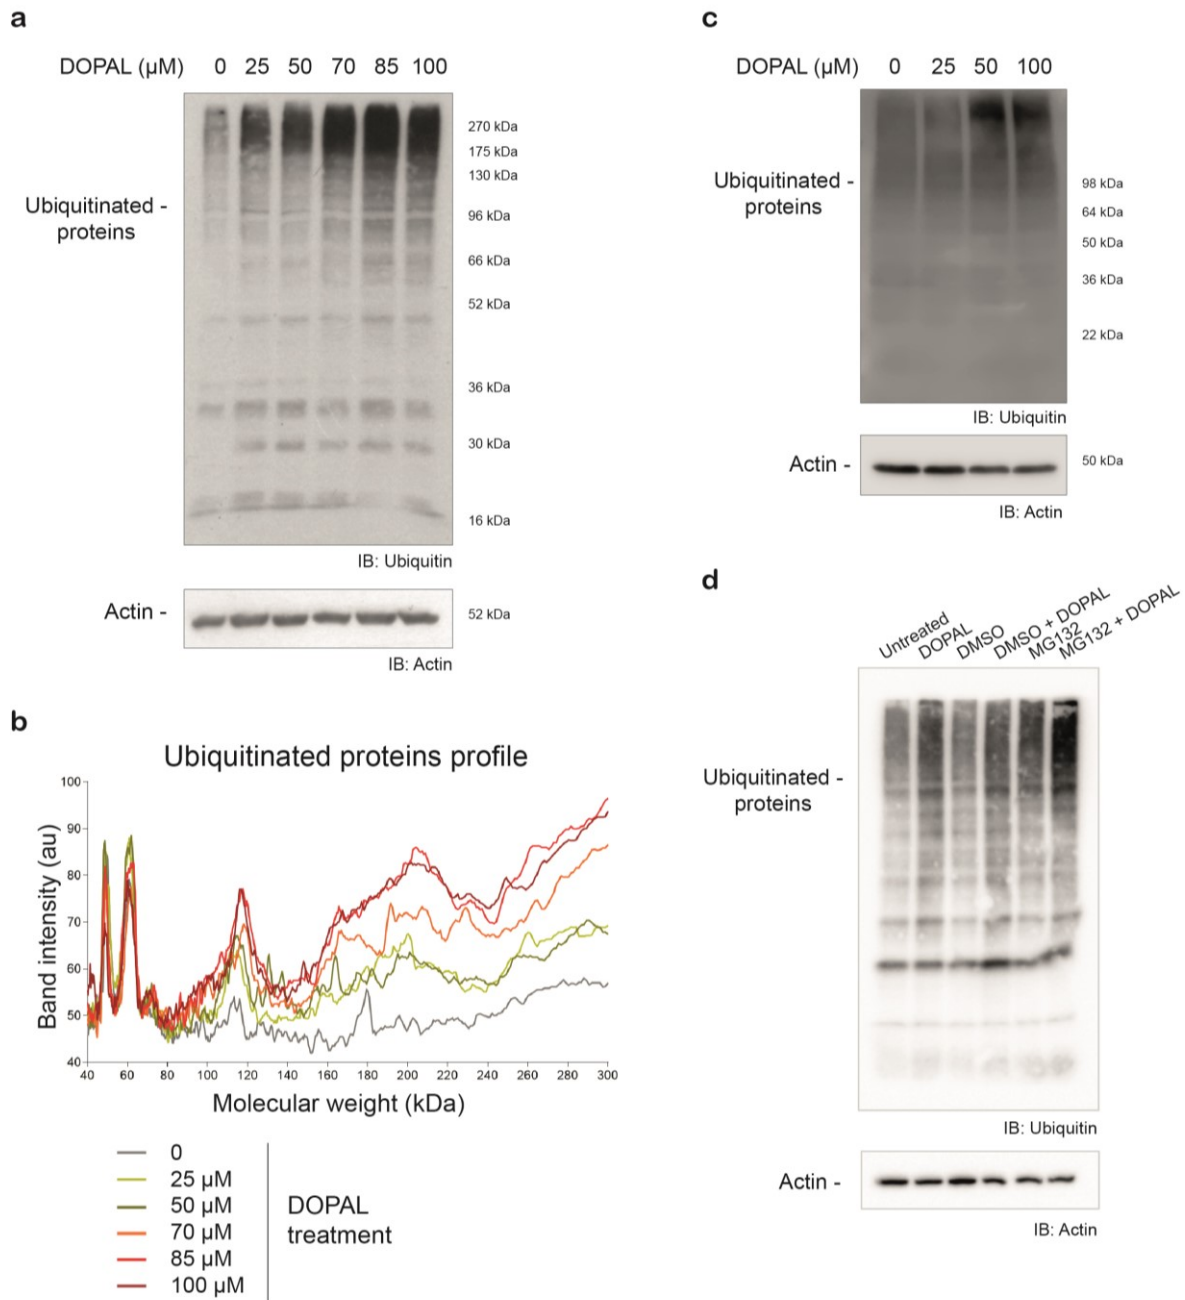 a
DOPAL (µM) 0 25 50 70 85 100
270 kDa
175 kDa
130 kDa
Ubiquitinated -
proteins
96 kDa
66 kDa
52 kDa
36 kDa
30 kDa
16 kDa
IB: Ubiquitin
Actin -
52 kDa
IB: Actin
b
Ubiquitinated proteins profile
Band intensity (au)
100
90
80
70
60
50
40
40 60 80 100 120 140 160 180 200 220 240 260 280 300
Molecular weight (kDa)
0
25 µM
50 µM
70 µM
85 µM
100 µM
DOPAL
treatment
c
DOPAL (µM) 0 25 50 100
Ubiquitinated -
proteins
98 kDa
64 kDa
50 kDa
36 kDa
22 kDa
IB: Ubiquitin
Actin -
50 kDa
IB: Actin
d
Untreated
DOPAL
DMSO
DMSO + DOPAL
MG132
MG132 + DOPAL
Ubiquitinated -
proteins
IB: Ubiquitin
Actin -
IB: Actin